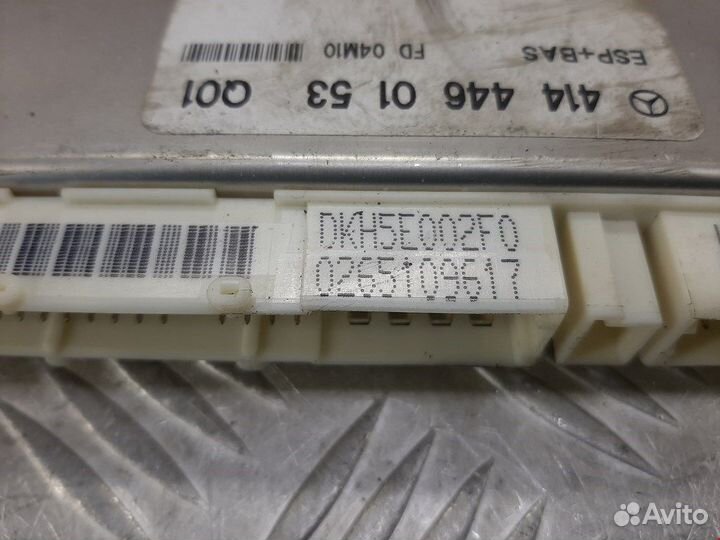 414 446 01 53 Q01
ESP+BAS FD 04M10
DKH5E002F0
0265109617
Avito